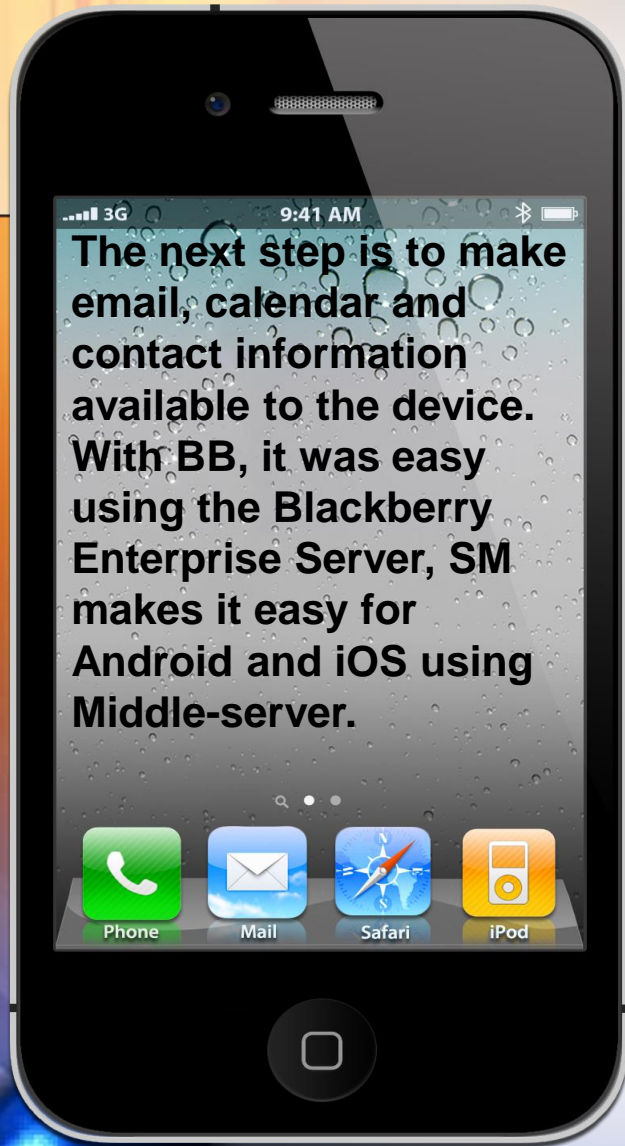 3G 9:41 AM
The next step is to make
email, calendar and
contact information
available to the device.
With BB, it was easy
using the Blackberry
Enterprise Server, SM
makes it easy for
Android and iOS using
Middle-server.
Phone Mail Safari iPod